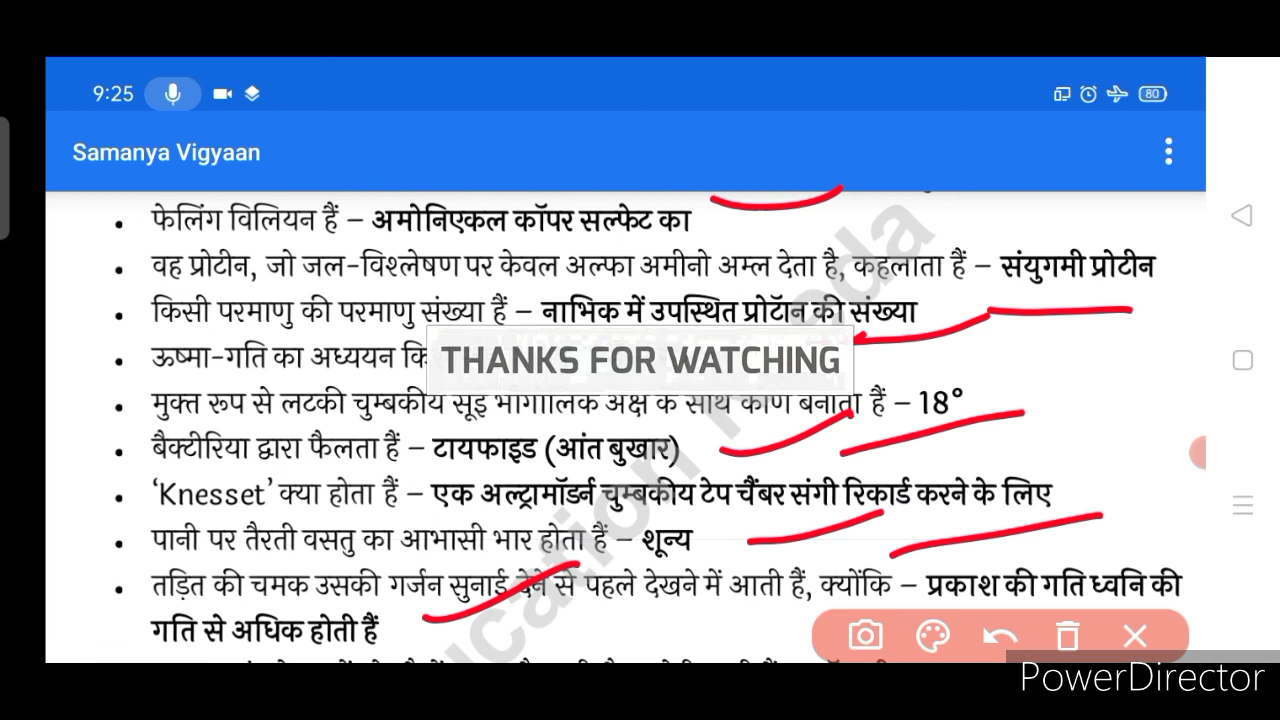 9:25
80
Samanya Vigyaan
फेलिंग विलियन हैं – अमोनिएकल कॉपर सल्फेट का
वह प्रोटीन, जो जल-विश्लेषण पर केवल अल्फा अमीनो अम्ल देता है, कहलाता हैं – संयुगमी प्रोटीन
किसी परमाणु की परमाणु संख्या हैं – नाभिक में उपस्थित प्रोटॅान की संख्या
ऊष्मा-गति का अध्ययन
THANKS FOR WATCHING
मुक्त रूप से लटकी चुम्बकीय सूइ भौगोलिक अक्ष के साथ कोण बनाता हैं – 18°
बैक्टीरिया द्वारा फैलता हैं – टायफाइड (आंत बुखार)
‘Knesset’ क्या होता हैं – एक अल्ट्रामॉडर्न चुम्बकीय टेप चैंबर संगी रिकार्ड करने के लिए
पानी पर तैरती वसतु का आभासी भार होता हैं – शून्य
तड़ित की चमक उसकी गर्जन सुनाई देने से पहले देखने में आती हैं, क्योंकि – प्रकाश की गति ध्वनि की
गति से अधिक होती हैं
PowerDirector